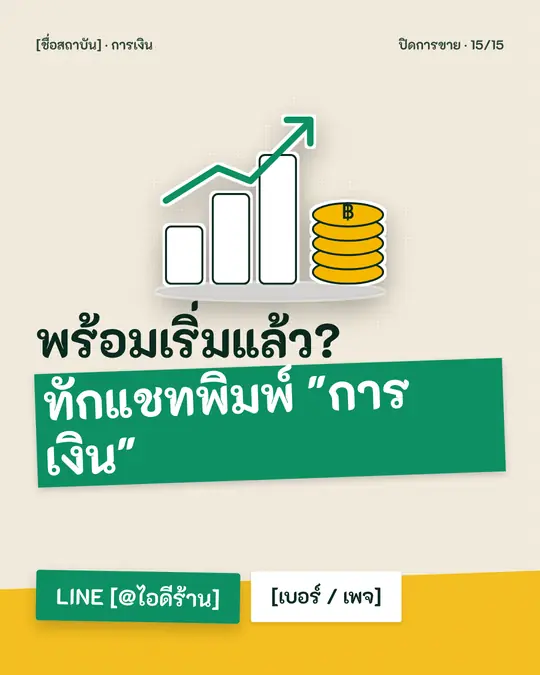 [ชื่อสถาบัน] · การเงิน
ปิดการขาย · 15/15
฿
พร้อมเริ่มแล้ว?
ทักแชทพิมพ์ "การ
เงิน"
LINE [@ไอดีร้าน]
[เบอร์ / เพจ]